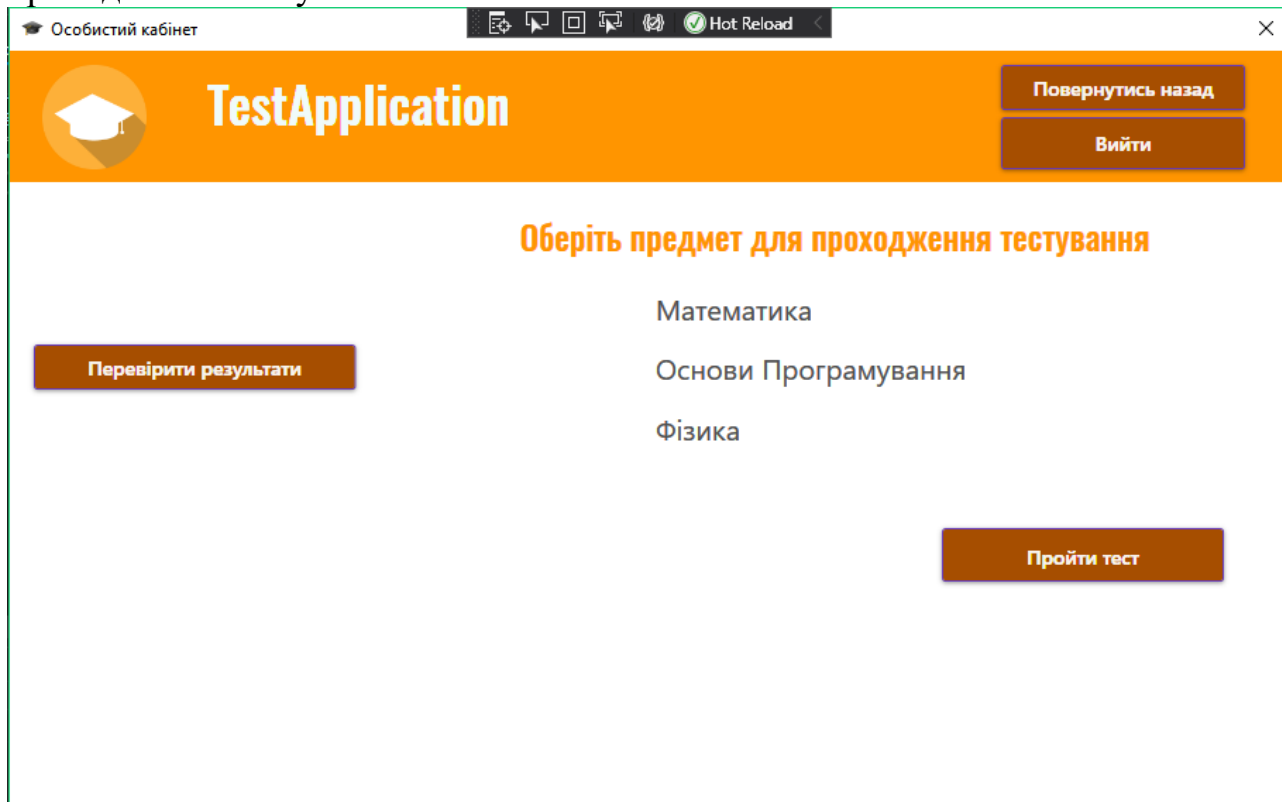 Особистий кабінет
Hot Reload
TestApplication
Повернутись назад
Вийти
Оберіть предмет для проходження тестування
Математика
Перевірити результати
Основи Програмування
Фізика
Пройти тест